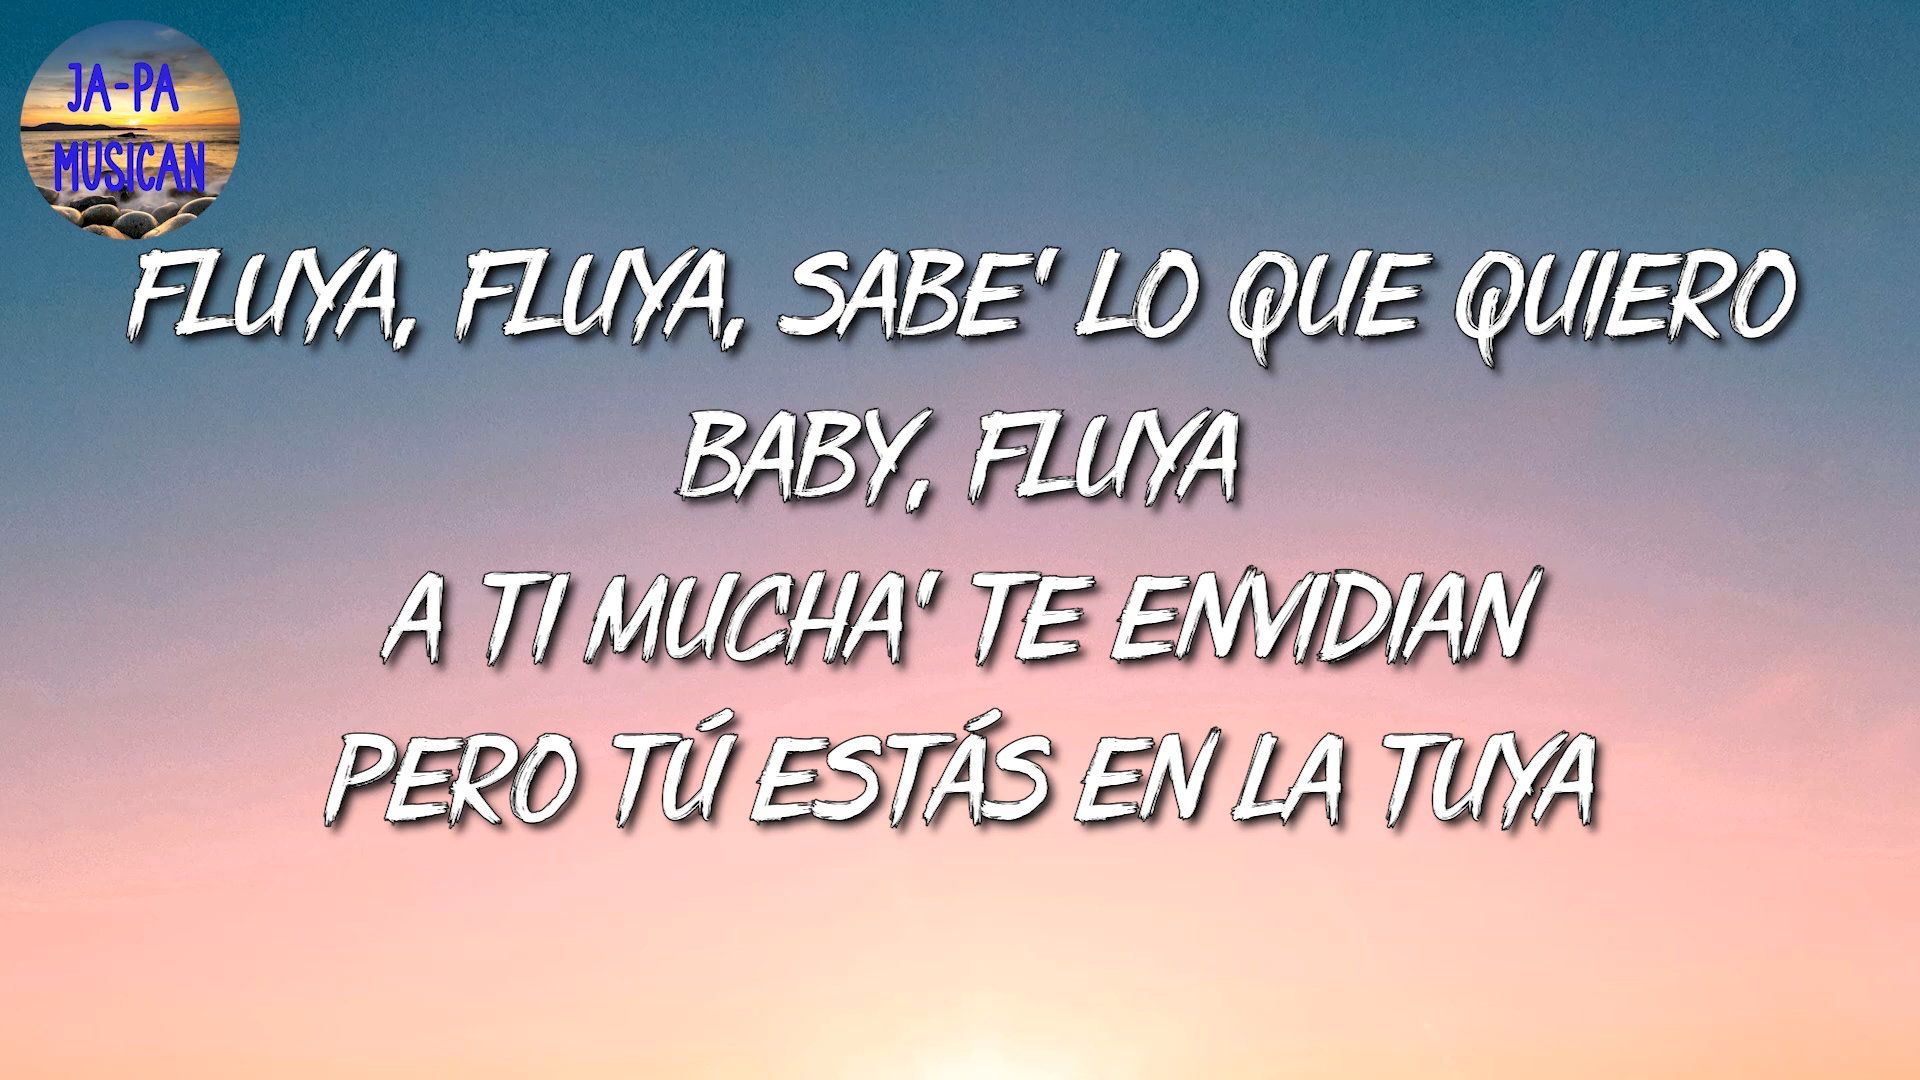 JA-PA
MUSICAN
FLUYA, FLUYA, SABE' LO QUE QUIERO
BABY, FLUYA
A TI MUCHA' TE ENVIDIAN
PERO TÚ ESTÁS EN LA TUYA